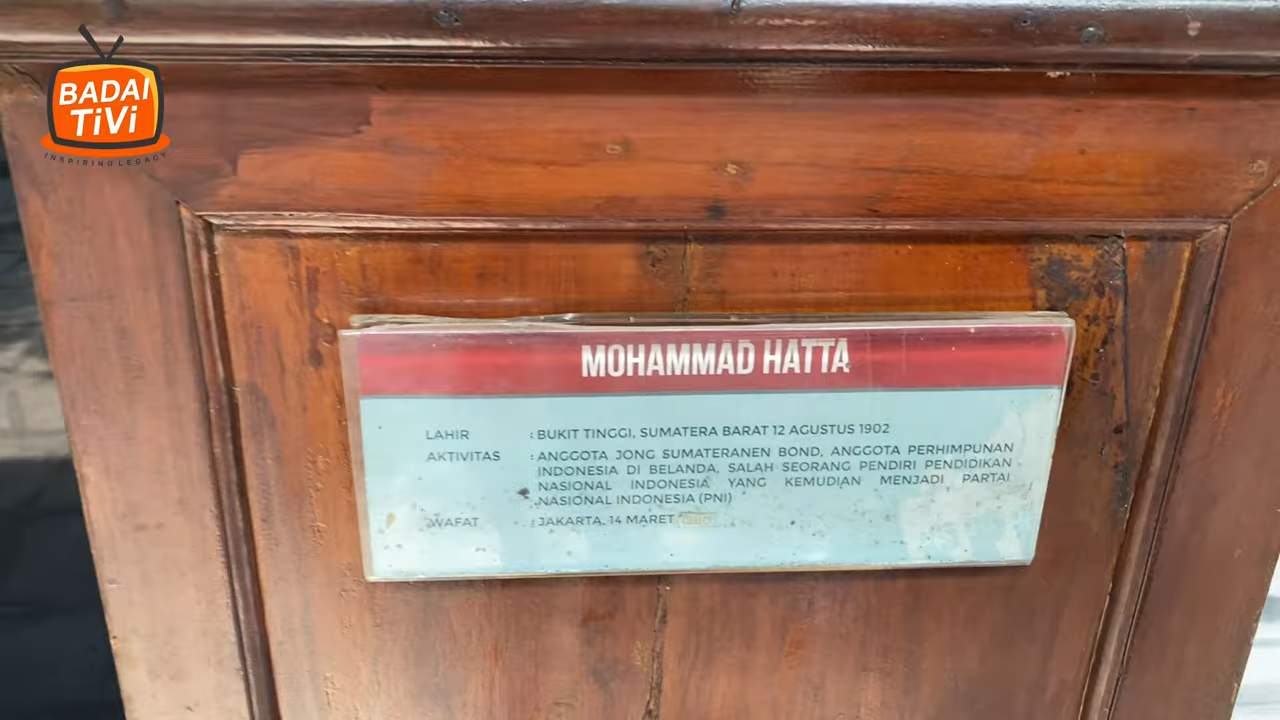 BADAI
TiVi
INSPIRING LEGACY
MOHAMMAD HATTA
LAHIR : BUKIT TINGGI, SUMATERA BARAT 12 AGUSTUS 1902
AKTIVITAS : ANGGOTA JONG SUMATERANEN BOND, ANGGOTA PERHIMPUNAN
INDONESIA DI BELANDA, SALAH SEORANG PENDIRI PENDIDIKAN
NASIONAL INDONESIA YANG KEMUDIAN MENJADI PARTAI
NASIONAL INDONESIA (PNI)
WAFAT : JAKARTA, 14 MARET 1980